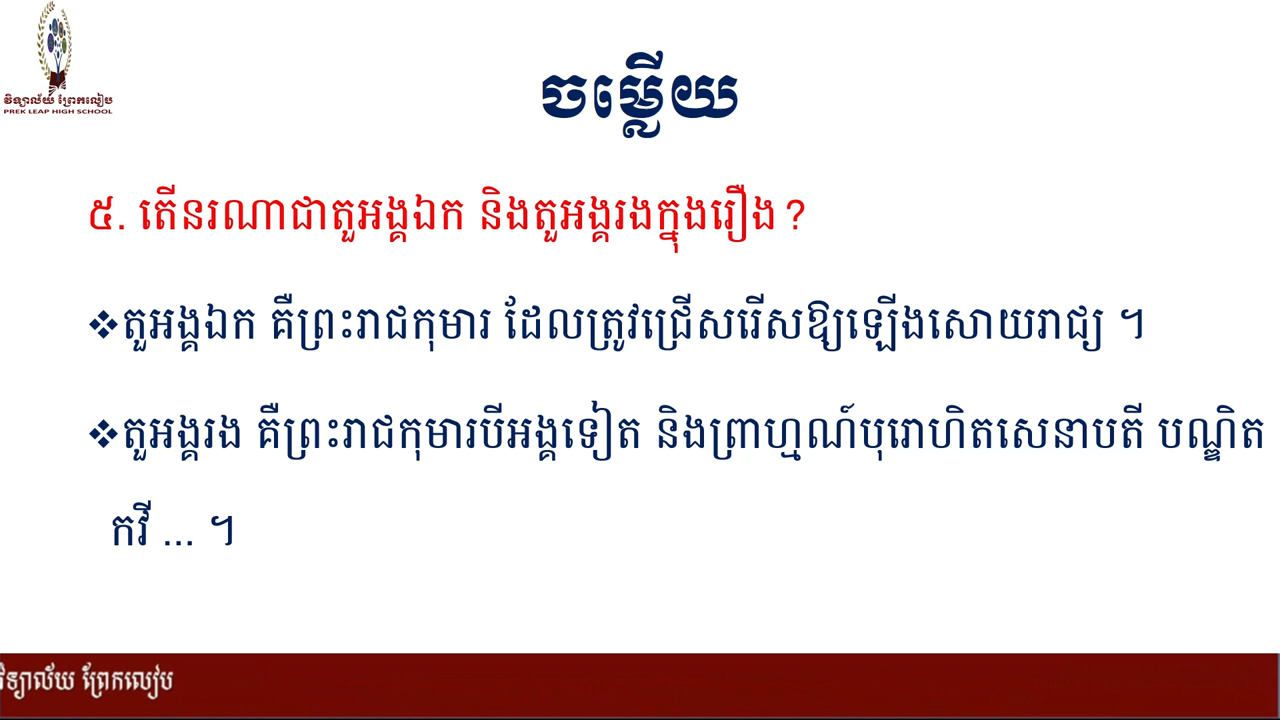 ចម្លើយ
វិទ្យាល័យ ព្រែកលៀប
PREK LEAP HIGH SCHOOL
៥. តើនរណាជាតួអង្គឯក និងតួអង្គរងក្នុងរឿង ?
❖តួអង្គឯក គឺព្រះរាជកុមារ ដែលត្រូវជ្រើសរើសឱ្យឡើងសោយរាជ្យ ។
❖តួអង្គរង គឺព្រះរាជកុមារបីអង្គទៀត និងព្រាហ្មណ៍បុរោហិតសេនាបតី បណ្ឌិត
កវី ... ។
វិទ្យាល័យ ព្រែកលៀប